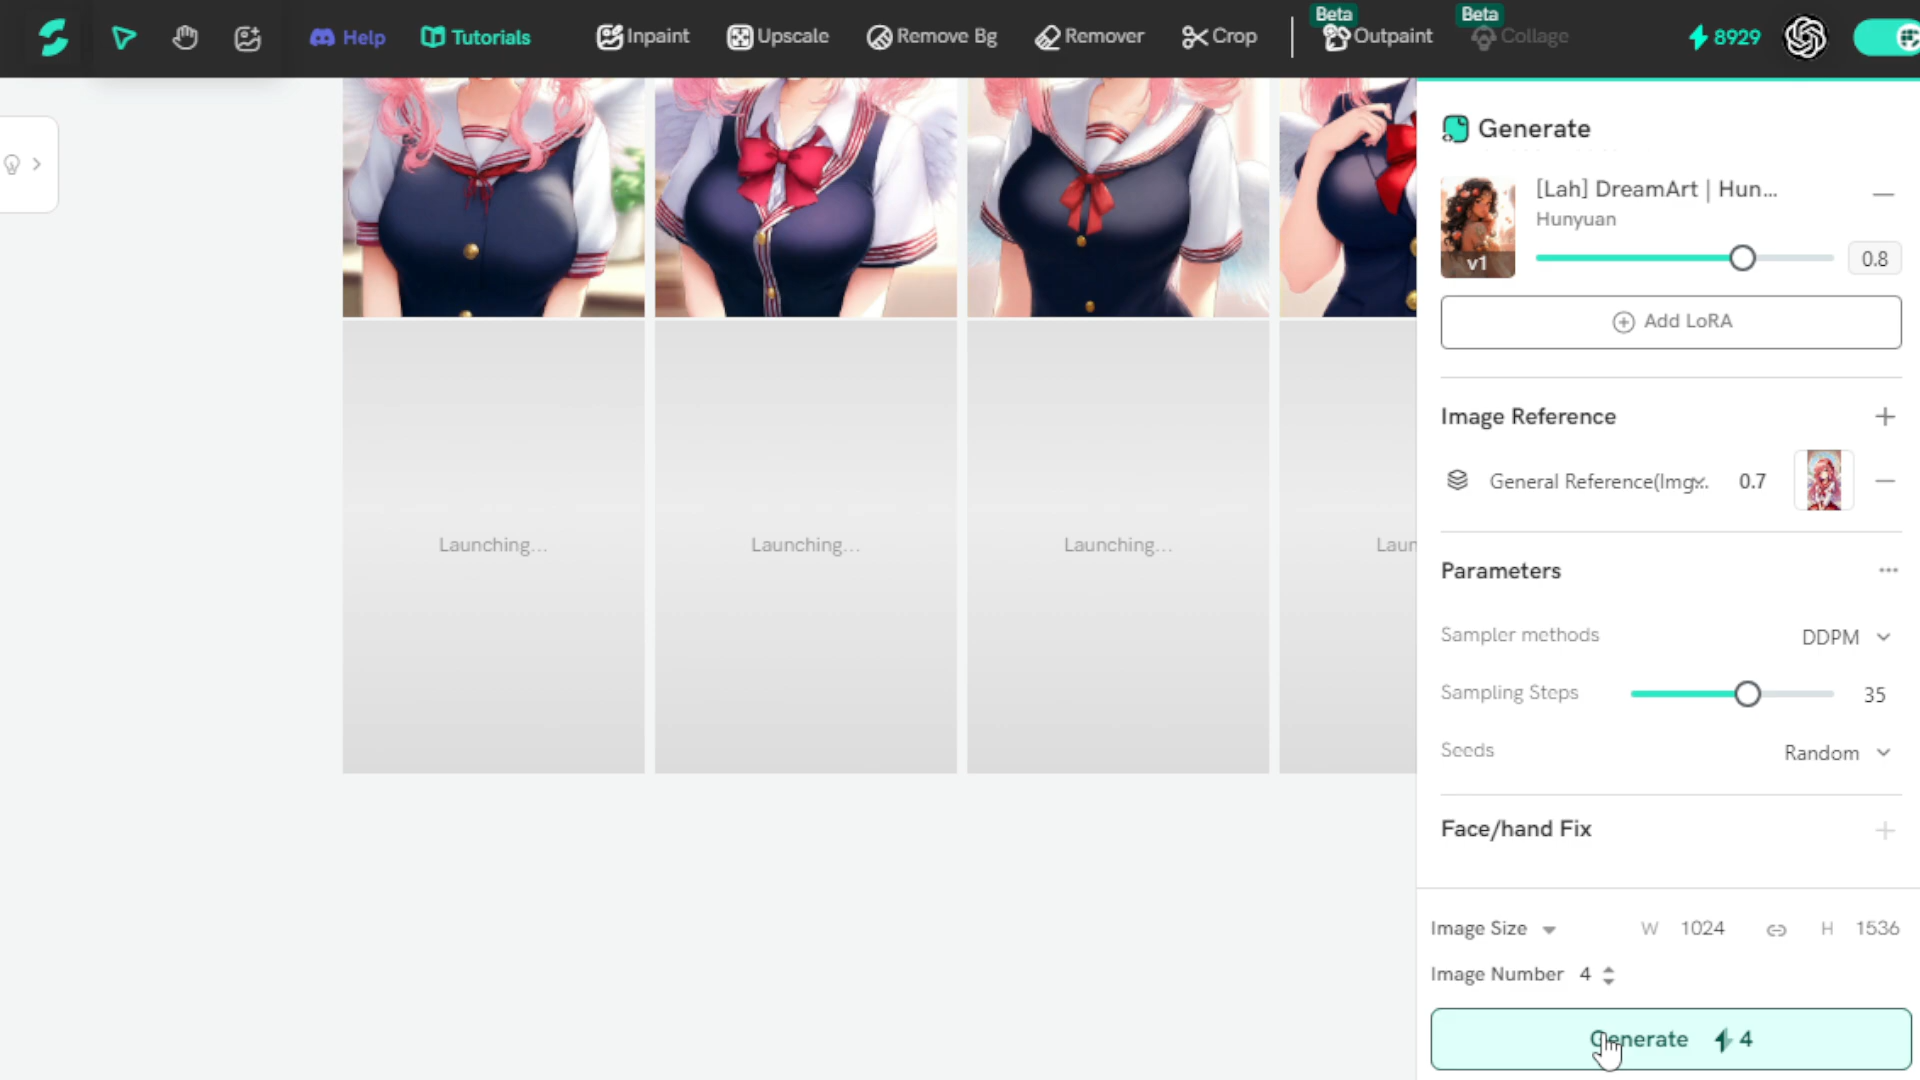 Help
Tutorials
Inpaint
Upscale
Remove Bg
Remover
Crop
Beta
Outpaint
Beta
Collage
8929
Generate
[Lah] DreamArt | Hun...
Hunyuan
v1
0.8
Add LoRA
Image Reference
General Reference(Img
0.7
Launching...
Launching...
Launching...
Laun
Parameters
Sampler methods
DDPM
Sampling Steps
35
Seeds
Random
Face/hand Fix
Image Size
W 1024
H 1536
Image Number 4
Generate 4